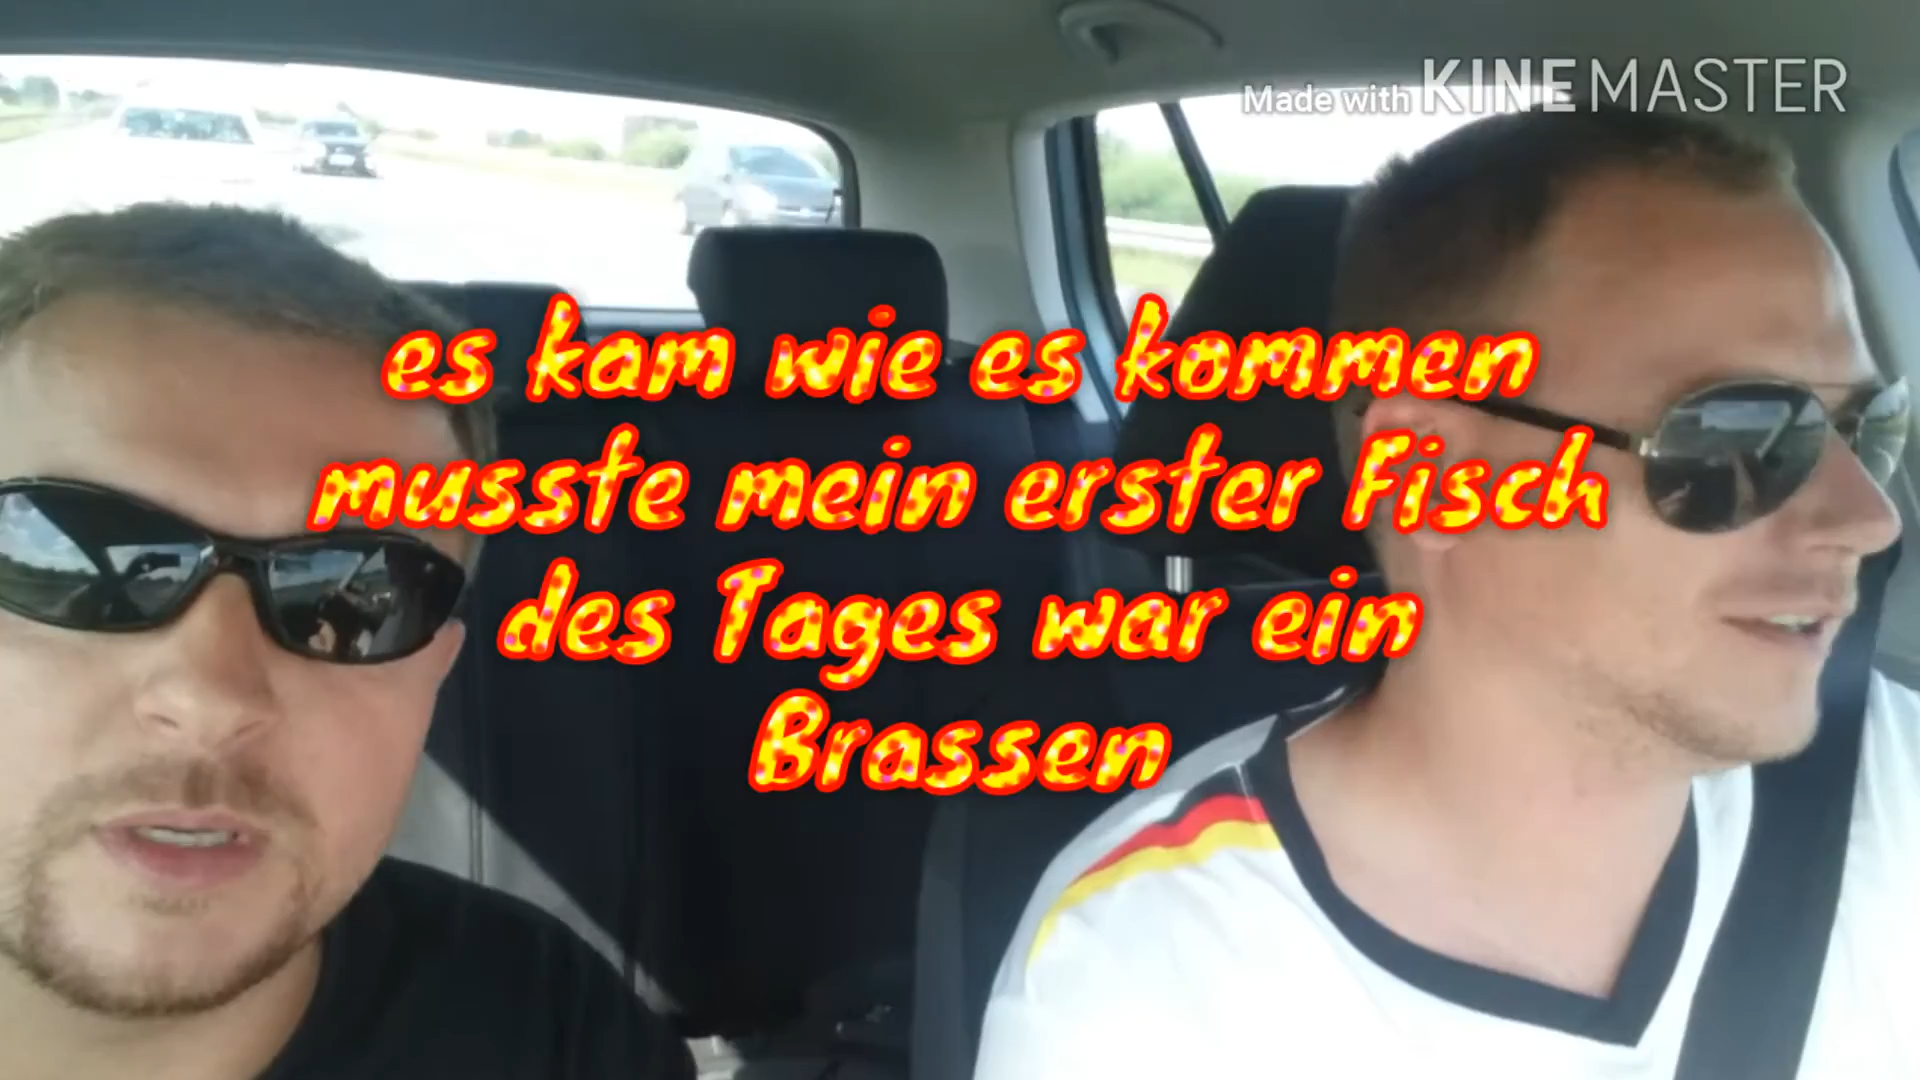 Made with KINEMASTER
es kam wie es kommen
musste mein erster Fisch
des Tages war ein
Brassen